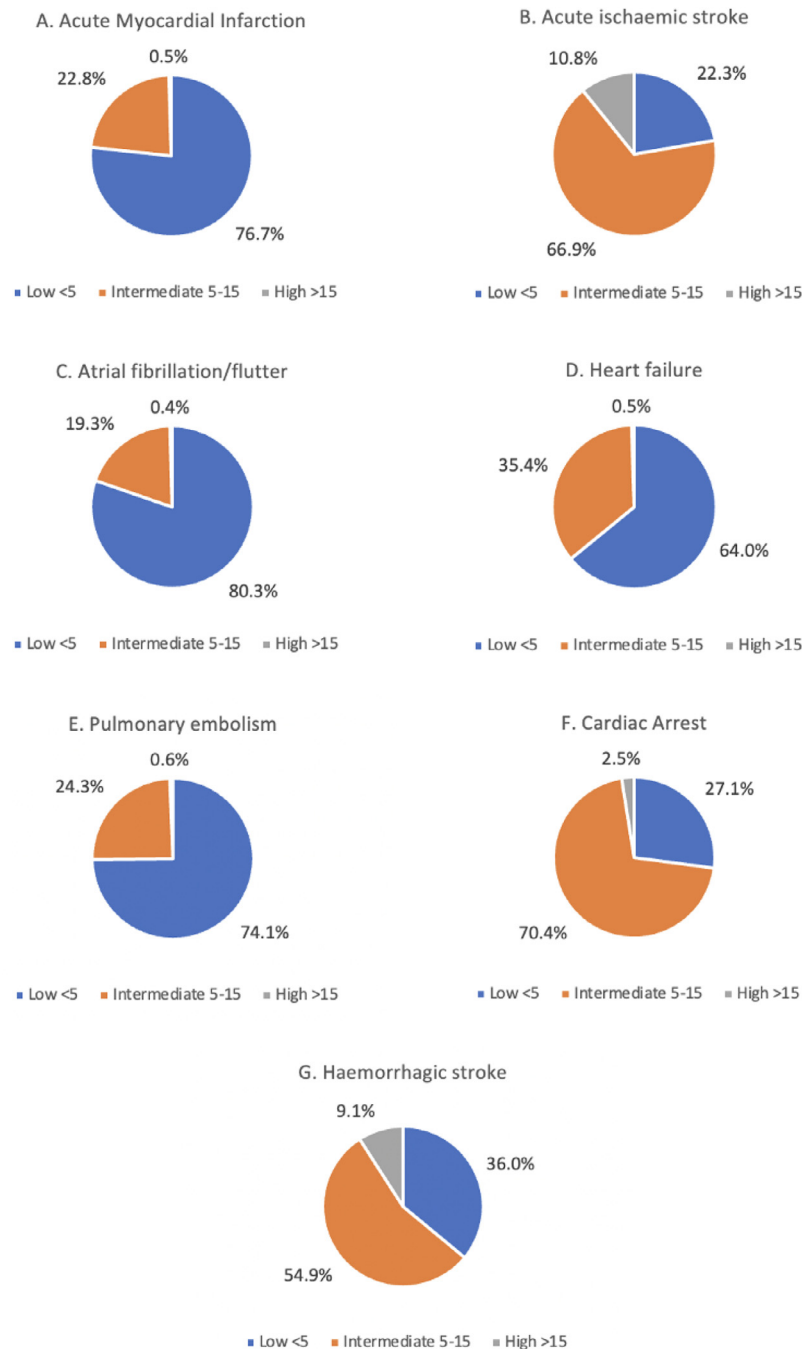 A. Acute Myocardial Infarction
0.5%
22.8%
76.7%
Low <5 Intermediate 5-15 High >15
B. Acute ischaemic stroke
10.8%
22.3%
66.9%
Low <5 Intermediate 5-15 High >15
C. Atrial fibrillation/flutter
0.4%
19.3%
80.3%
Low <5 Intermediate 5-15 High >15
D. Heart failure
0.5%
35.4%
64.0%
Low <5 Intermediate 5-15 High >15
E. Pulmonary embolism
0.6%
24.3%
74.1%
Low <5 Intermediate 5-15 High >15
F. Cardiac Arrest
2.5%
27.1%
70.4%
Low <5 Intermediate 5-15 High >15
G. Haemorrhagic stroke
9.1%
36.0%
54.9%
Low <5 Intermediate 5-15 High >15